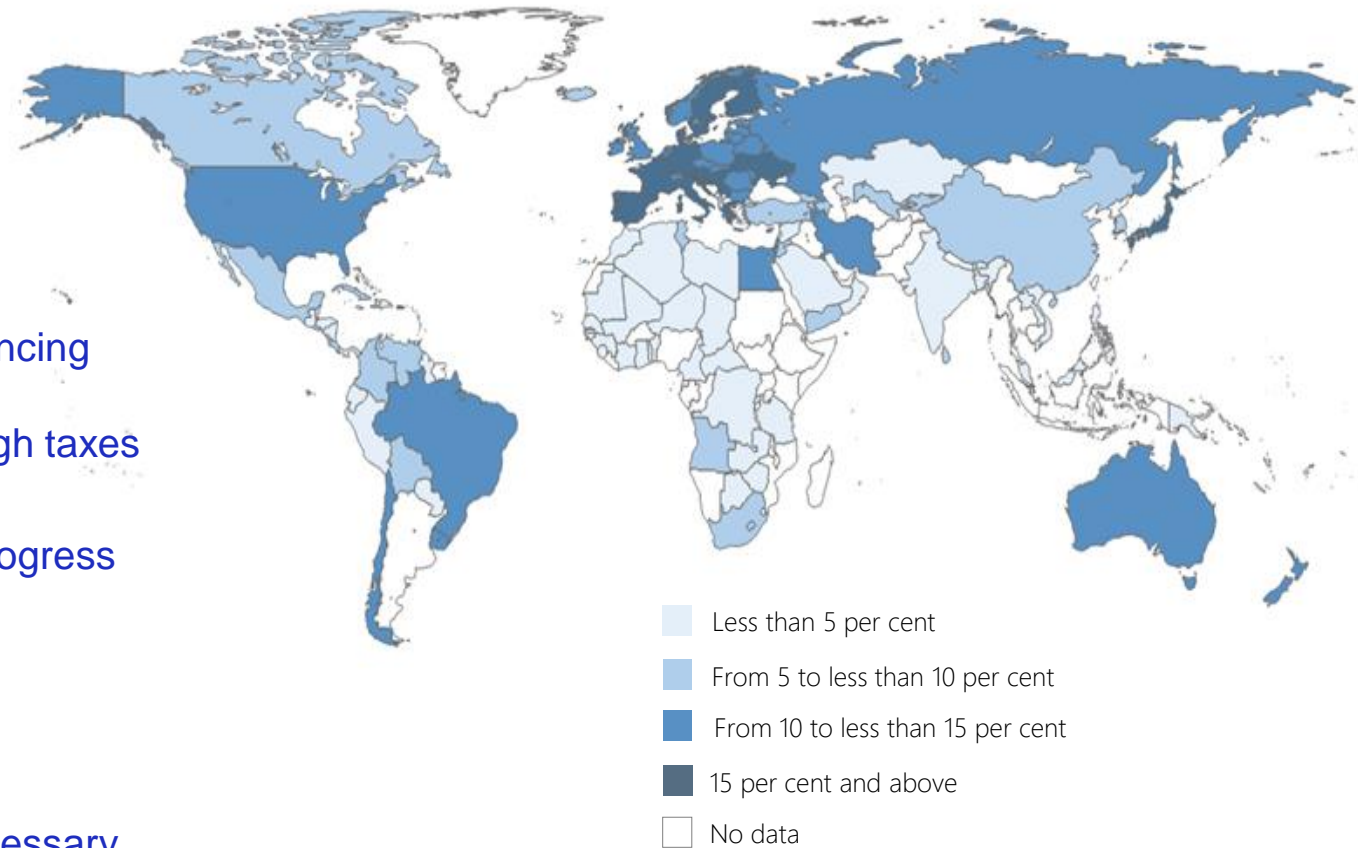 ncing
gh taxes
ogress
essary
Less than 5 per cent
From 5 to less than 10 per cent
From 10 to less than 15 per cent
15 per cent and above
No data